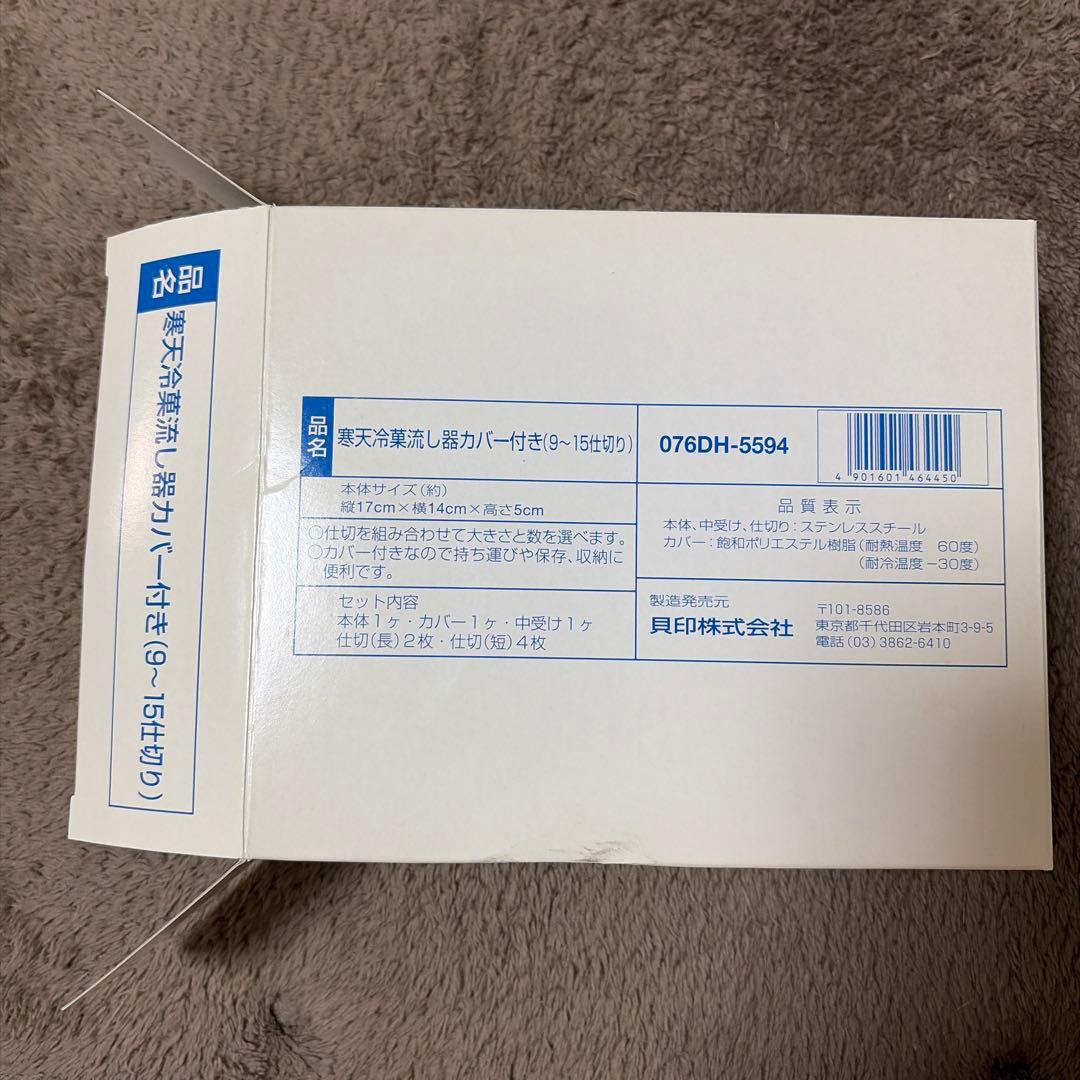 品名
寒天冷菓流し器カバー付き(9〜15仕切り)
品名
寒天冷菓流し器カバー付き(9〜15仕切り)
076DH-5594
4 901601 464450
本体サイズ(約)
縦17cm×横14cm×高さ5cm
○仕切を組み合わせて大きさと数を選べます。
○カバー付きなので持ち運びや保存、収納に
便利です。
セット内容
本体1ヶ・カバー1ヶ・中受け1ヶ
仕切(長)2枚・仕切(短)4枚
品質表示
本体、中受け、仕切り:ステンレススチール
カバー:飽和ポリエステル樹脂(耐熱温度 60度)
(耐冷温度-30度)
製造発売元
貝印株式会社
〒101-8586
東京都千代田区岩本町3-9-5
電話(03)3862-6410